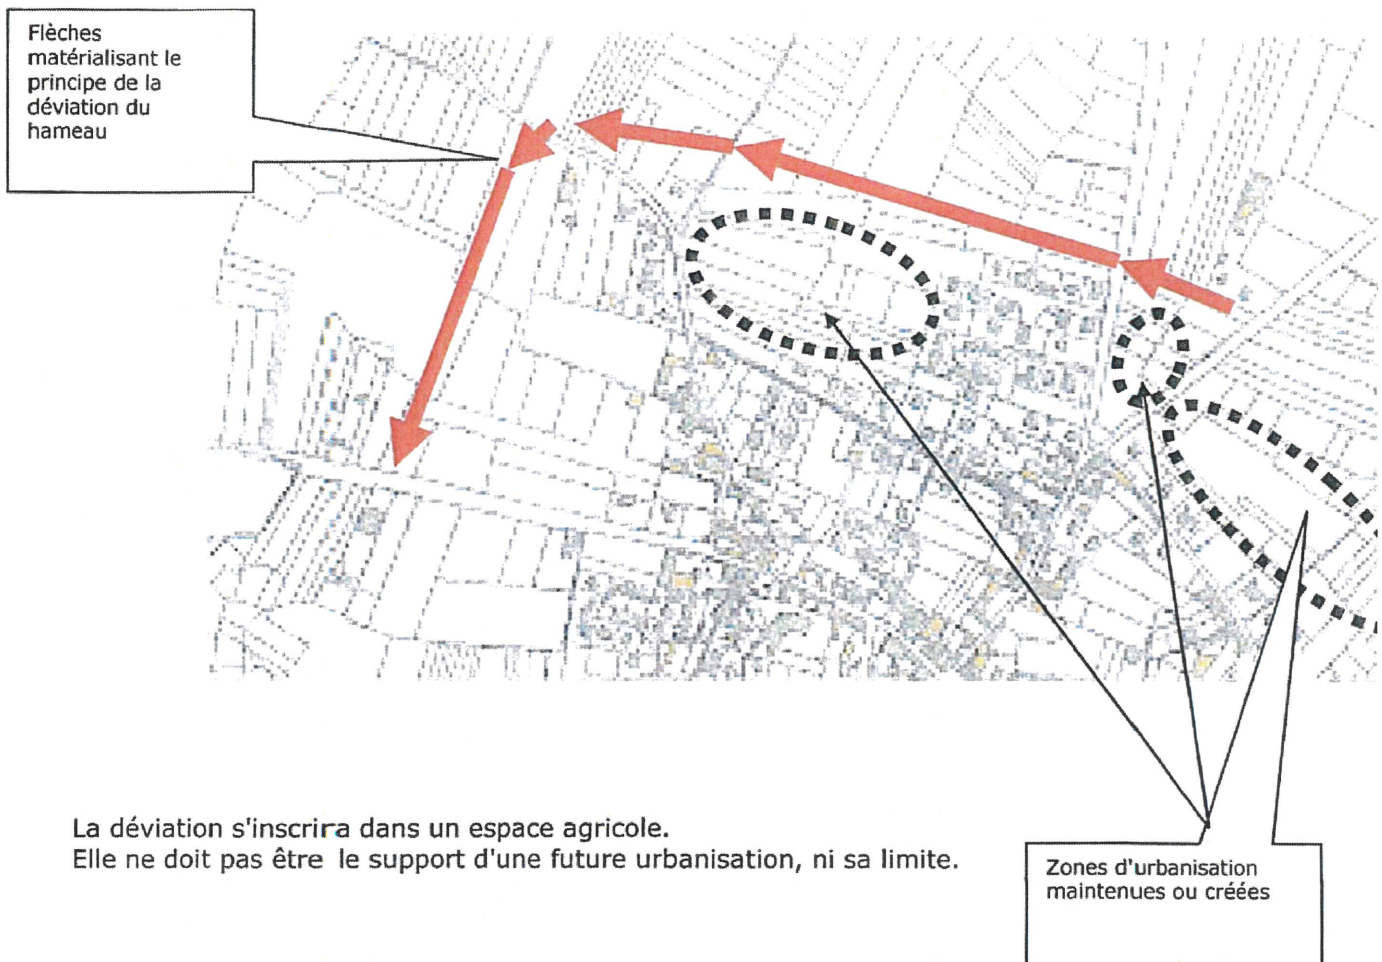 Flèches
matérialisant le
principe de la
déviation du
hameau
La déviation s'inscrira dans un espace agricole.
Elle ne doit pas être le support d'une future urbanisation, ni sa limite.
Zones d'urbanisation
maintenues ou créées